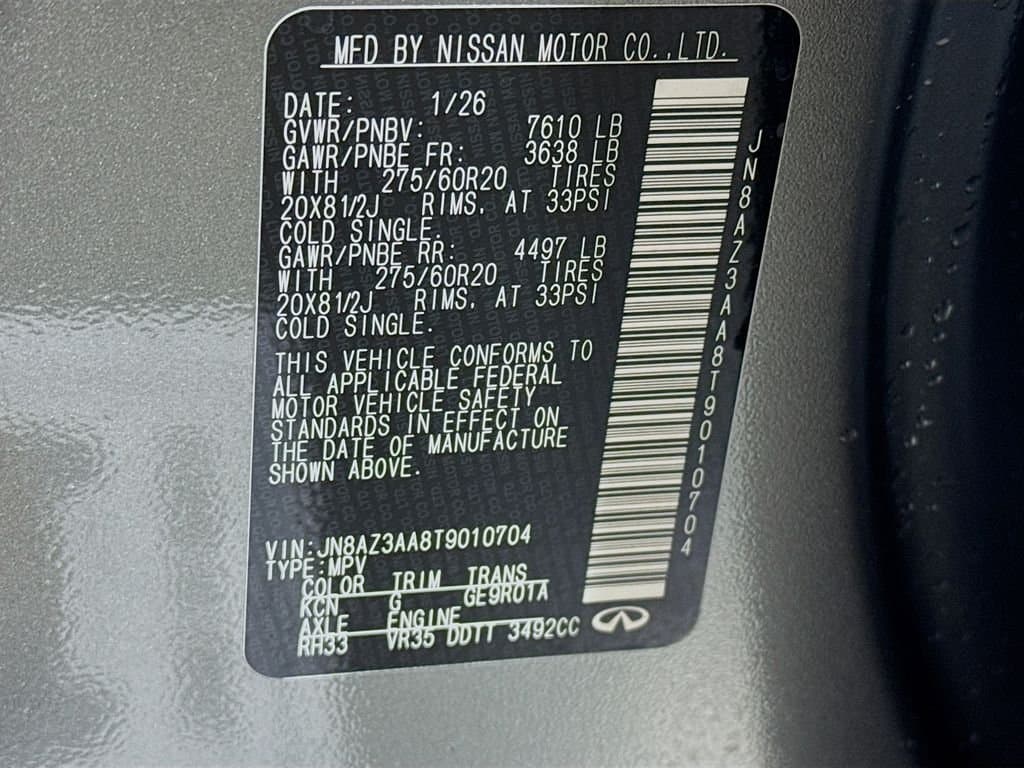 MFD BY NISSAN MOTOR CO.,LTD.
DATE: 1/26
GVWR/PNBV: 7610 LB
GAWR/PNBE FR: 3638 LB
WITH 275/60R20 TIRES
20X81/2J RIMS, AT 33PSI
COLD SINGLE.
GAWR/PNBE RR: 4497 LB
WITH 275/60R20 TIRES
20X81/2J RIMS, AT 33PSI
COLD SINGLE.
THIS VEHICLE CONFORMS TO
ALL APPLICABLE FEDERAL
MOTOR VEHICLE SAFETY
STANDARDS IN EFFECT ON
THE DATE OF MANUFACTURE
SHOWN ABOVE.
VIN:JN8AZ3AA8T9010704
TYPE:MPV
COLOR TRIM TRANS
KCN G GE9R01A
AXLE ENGINE
RH33 VR35 DDTT 3492CC
JN8AZ3AA8T9010704